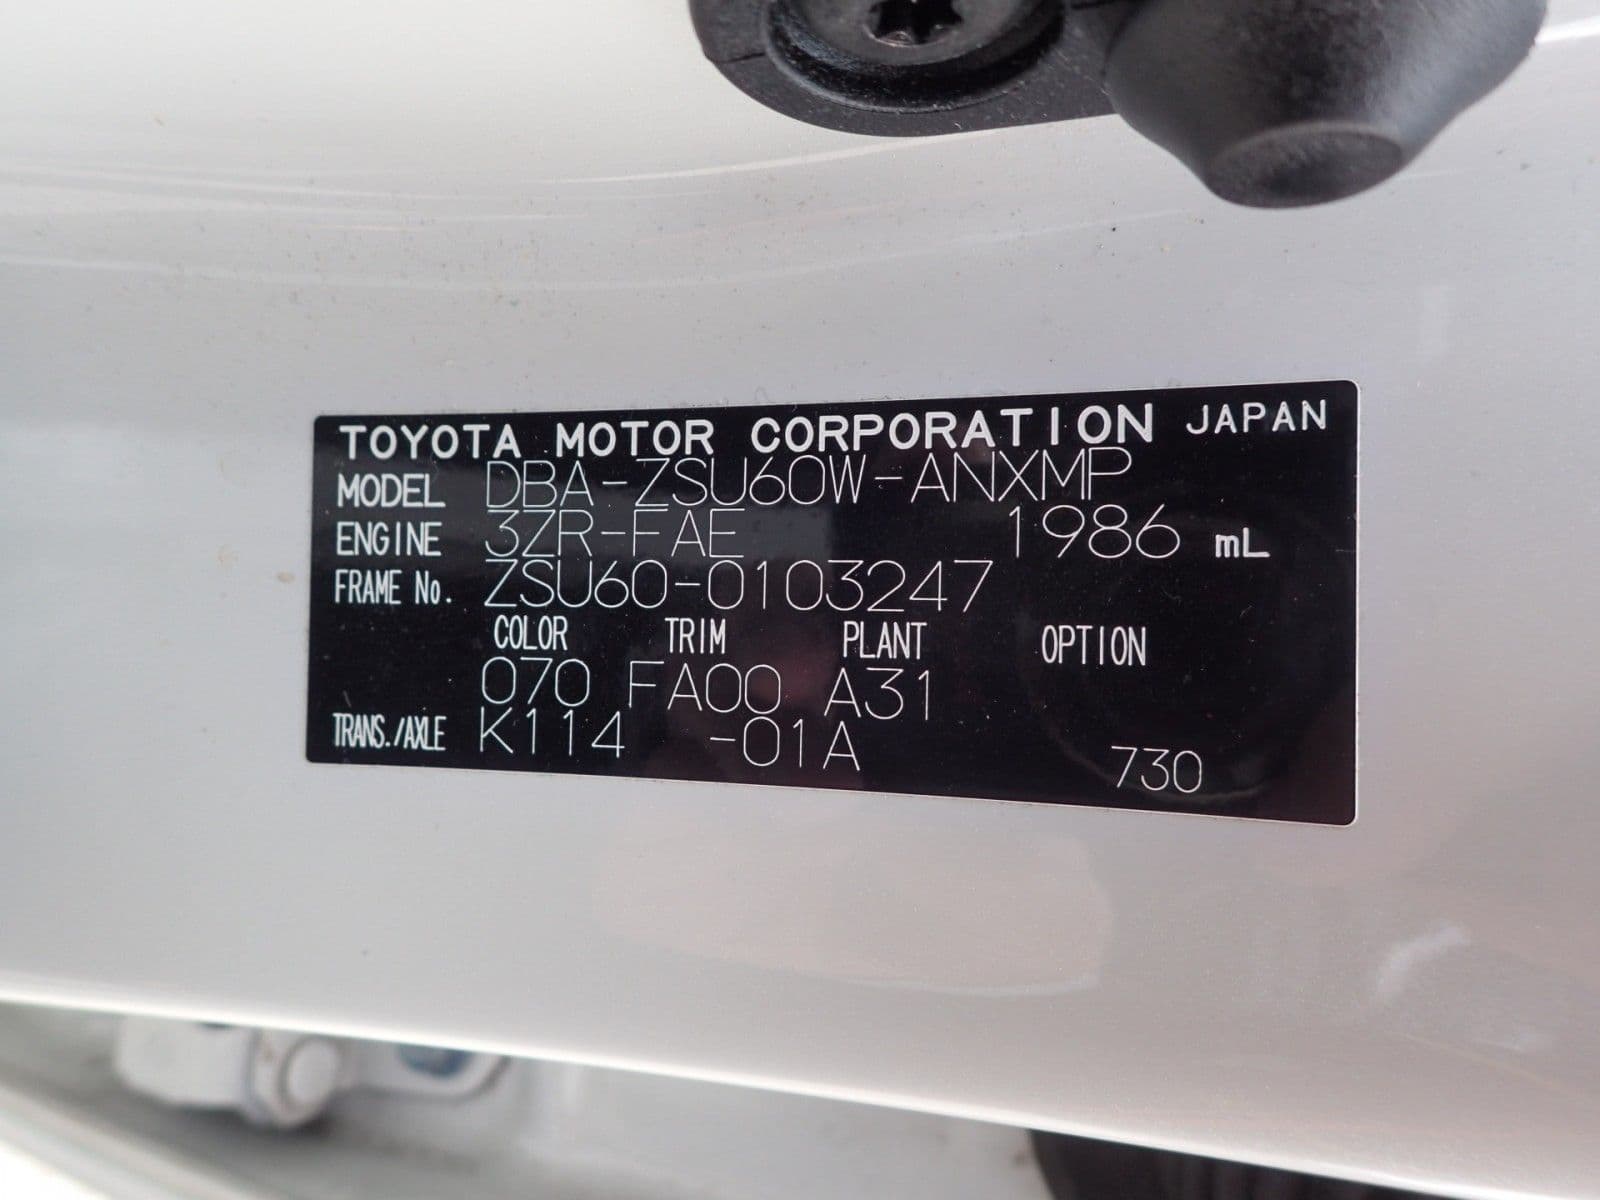 TOYOTA MOTOR CORPORATION JAPAN
MODEL DBA-ZSU60W-ANXMP
ENGINE 3ZR-FAE 1986 mL
FRAME No. ZSU60-0103247
COLOR TRIM PLANT OPTION
070 FA00 A31
TRANS./AXLE K114 -01A 730